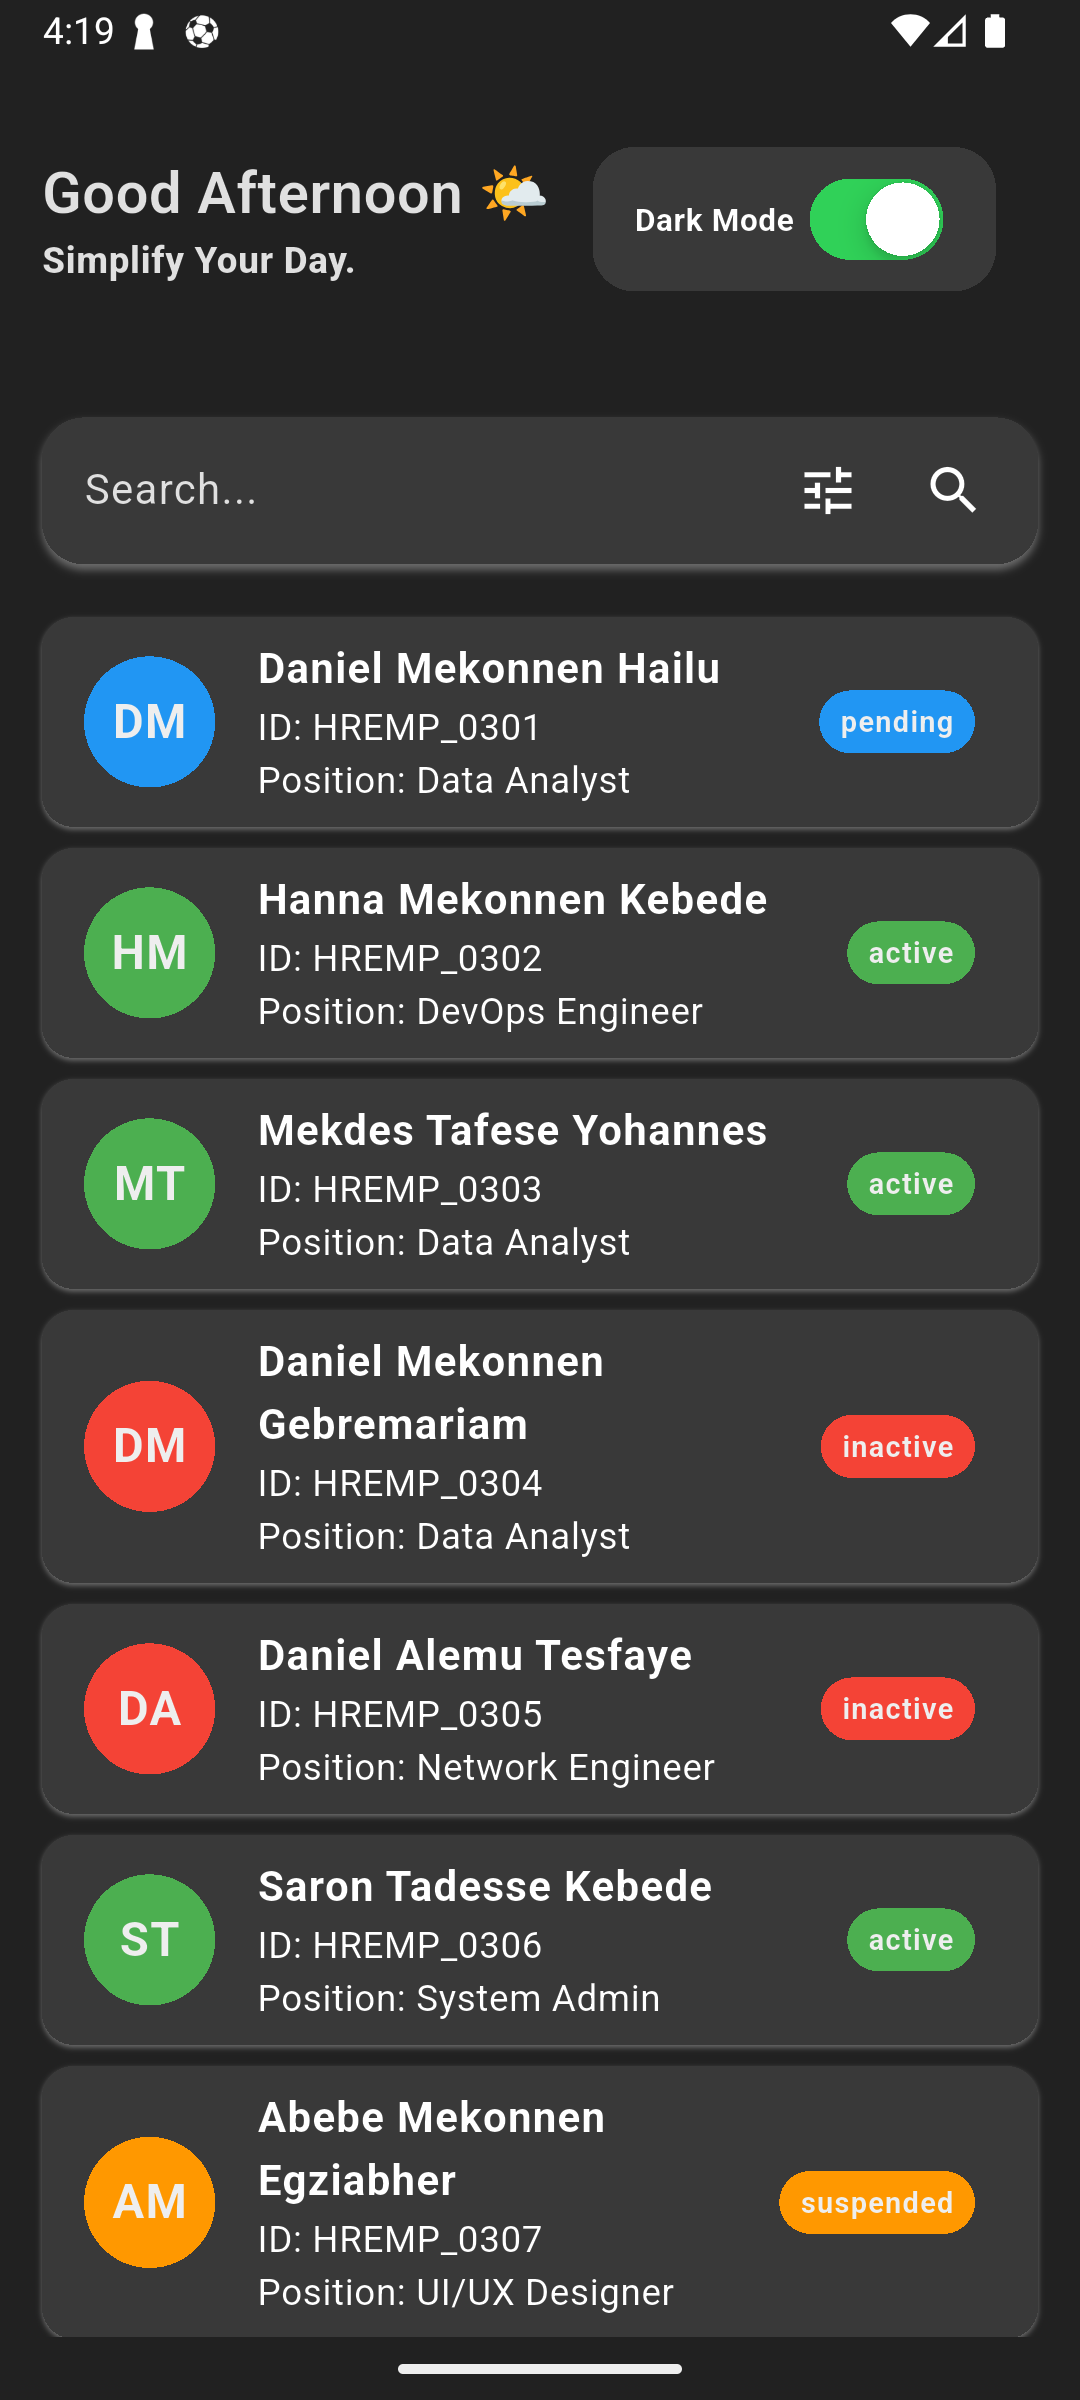 4:19
Good Afternoon 🌤️
Simplify Your Day.
Dark Mode
Search...
DM
Daniel Mekonnen Hailu
ID: HREMP_0301
Position: Data Analyst
pending
HM
Hanna Mekonnen Kebede
ID: HREMP_0302
Position: DevOps Engineer
active
MT
Mekdes Tafese Yohannes
ID: HREMP_0303
Position: Data Analyst
active
DM
Daniel Mekonnen
Gebremariam
ID: HREMP_0304
Position: Data Analyst
inactive
DA
Daniel Alemu Tesfaye
ID: HREMP_0305
Position: Network Engineer
inactive
ST
Saron Tadesse Kebede
ID: HREMP_0306
Position: System Admin
active
AM
Abebe Mekonnen
Egziabher
ID: HREMP_0307
Position: UI/UX Designer
suspended